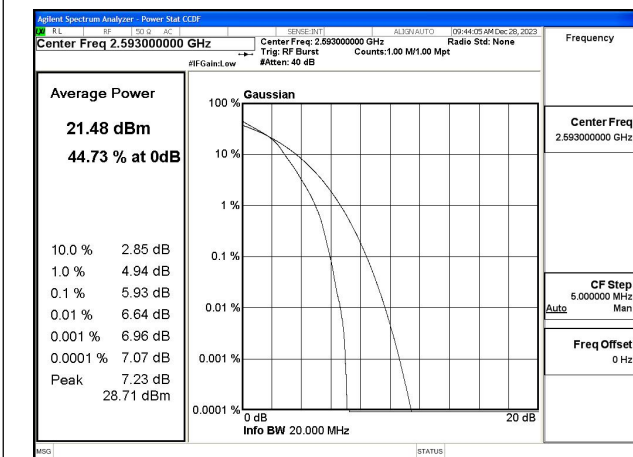 Agilent Spectrum Analyzer - Power Stat CCDF
RL RF 50 Ω AC SENSE:INT ALIGN AUTO 09:44:05 AM Dec 28, 2023
Center Freq 2.593000000 GHz
Center Freq: 2.593000000 GHz Radio Std: None
Trig: RF Burst Counts:1.00 M/1.00 Mpt
#IFGain:Low #Atten: 40 dB
Frequency
Average Power
21.48 dBm
44.73 % at 0dB
10.0 % 2.85 dB
1.0 % 4.94 dB
0.1 % 5.93 dB
0.01 % 6.64 dB
0.001 % 6.96 dB
0.0001 % 7.07 dB
Peak 7.23 dB
28.71 dBm
Gaussian
100 %
10 %
1 %
0.1 %
0.01 %
0.001 %
0.0001 %
0 dB 20 dB
Info BW 20.000 MHz
Center Freq
2.593000000 GHz
CF Step
5.000000 MHz
Auto Man
Freq Offset
0 Hz
MSG STATUS